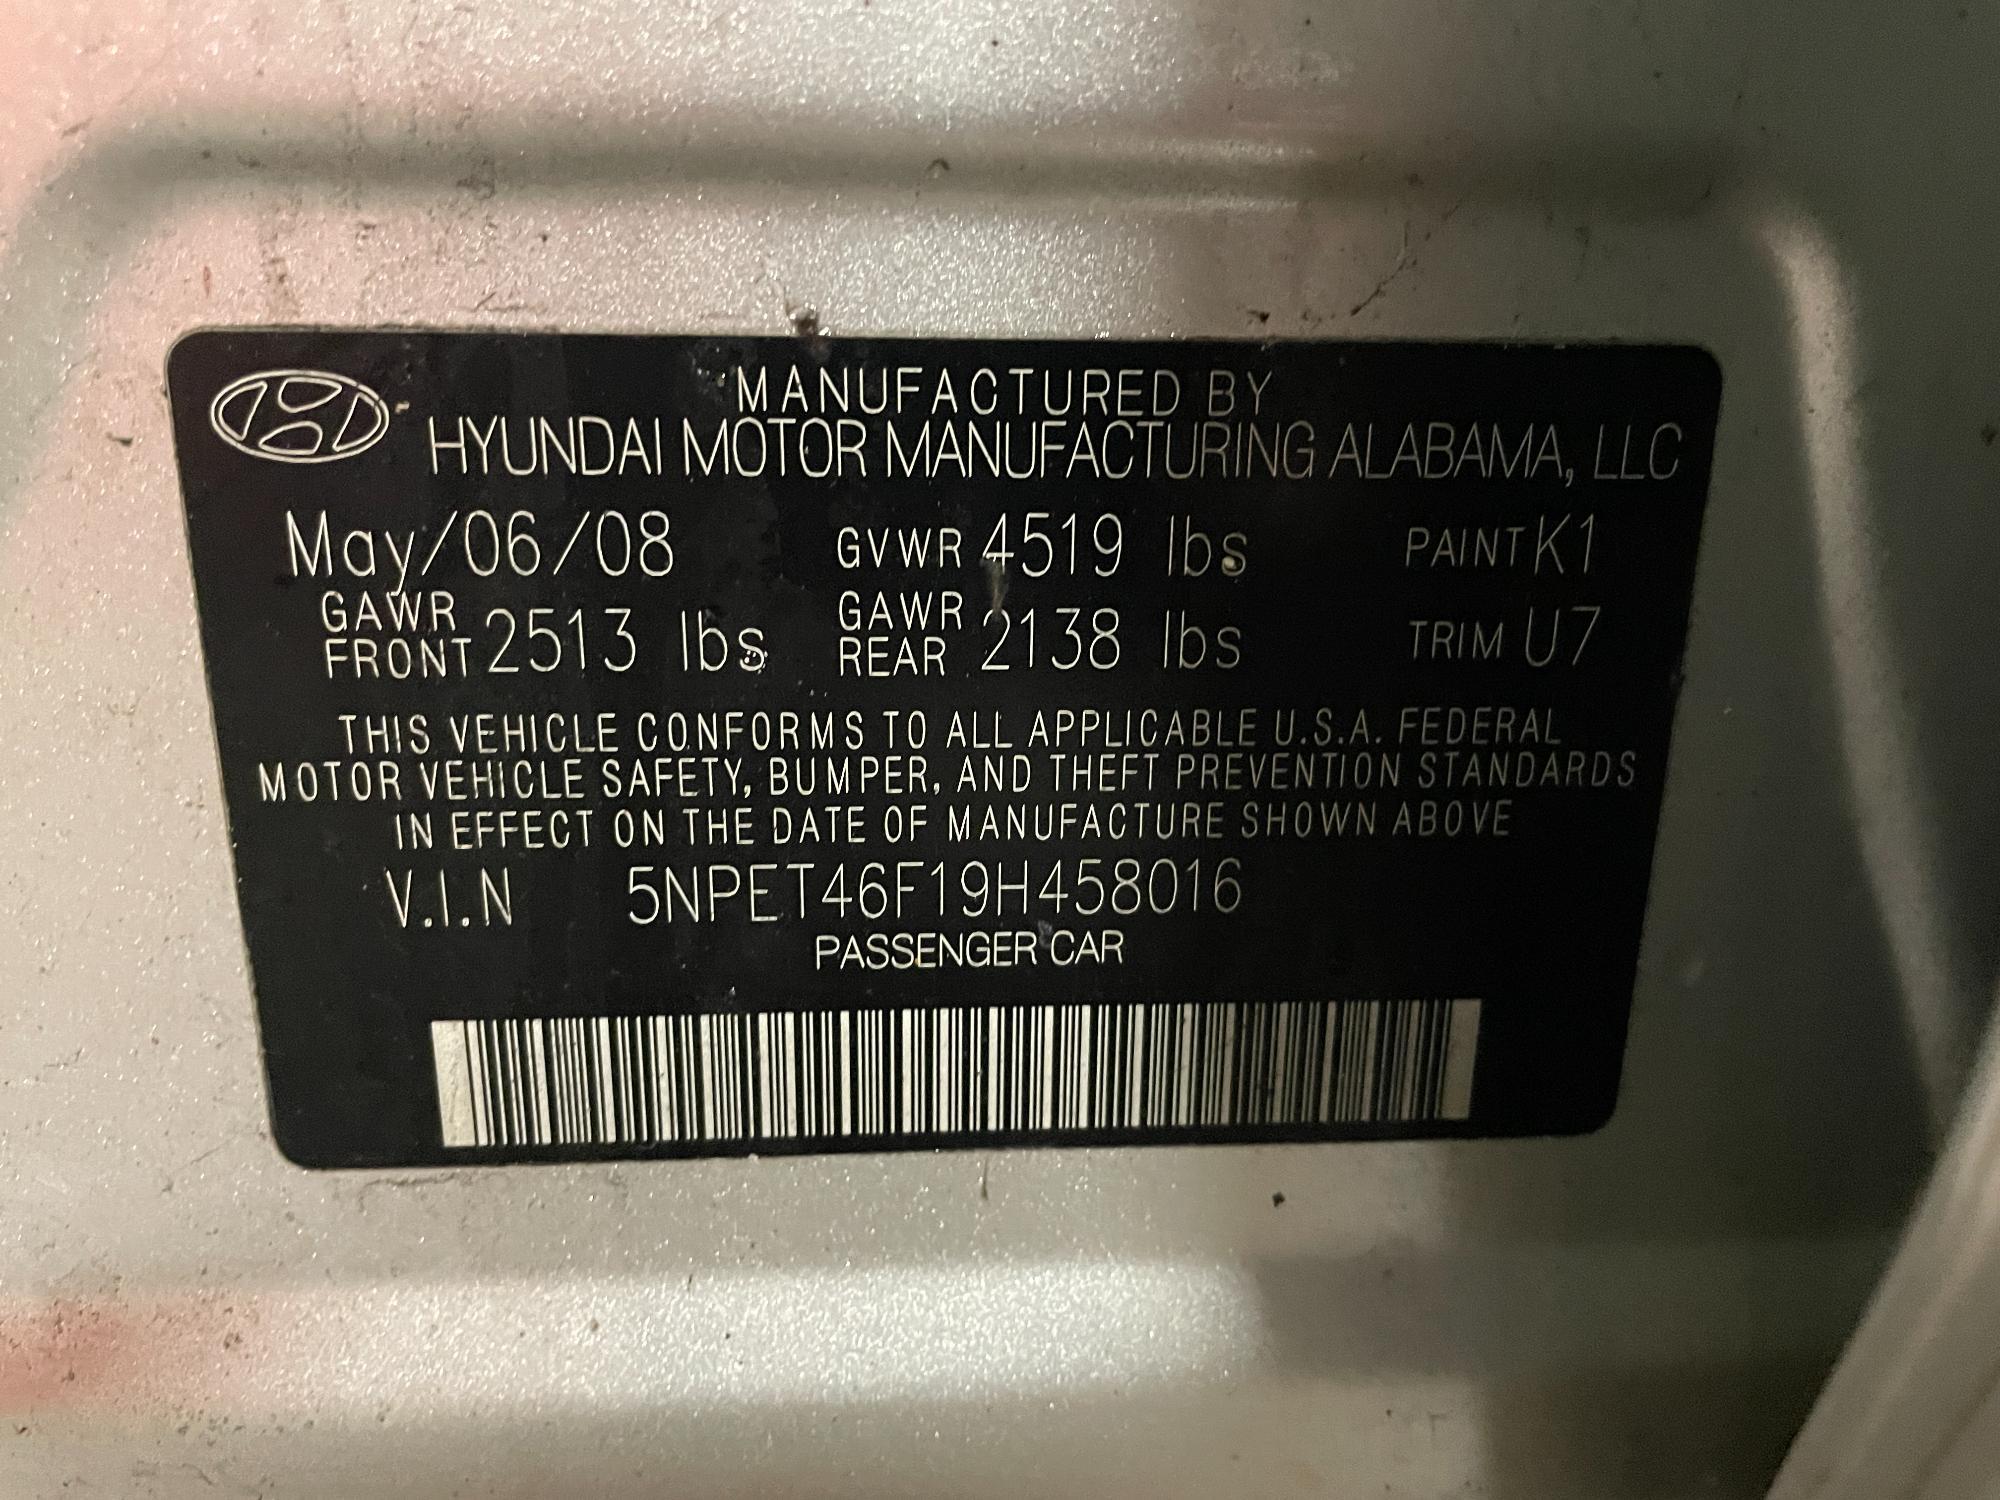 MANUFACTURED BY
HYUNDAI MOTOR MANUFACTURING ALABAMA, LLC
May/06/08 GVWR 4519 lbs PAINT K1
GAWR FRONT 2513 lbs GAWR REAR 2138 lbs TRIM U7
THIS VEHICLE CONFORMS TO ALL APPLICABLE U.S.A. FEDERAL
MOTOR VEHICLE SAFETY, BUMPER, AND THEFT PREVENTION STANDARDS
IN EFFECT ON THE DATE OF MANUFACTURE SHOWN ABOVE
V.I.N 5NPET46F19H458016
PASSENGER CAR